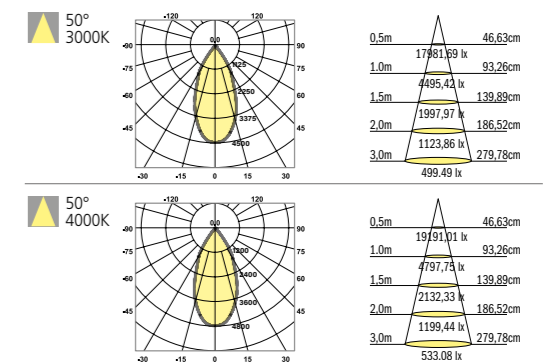 50°
3000K
-120 120
0,0
-90 90
-75 75
-60 60
-45 45
-30 -15 0 15 30
1125
2250
3375
4500
0,5m 46,63cm
17981,69 lx
1.0m 93,26cm
4495,42 lx
1,5m 139,89cm
1997,97 lx
2,0m 186,52cm
1123,86 lx
3,0m 279,78cm
499.49 lx
50°
4000K
-120 120
0,0
-90 90
-75 75
-60 60
-45 45
-30 -15 0 15 30
1200
2400
3600
4800
0,5m 46,63cm
19191,01 lx
1.0m 93,26cm
4797,75 lx
1,5m 139,89cm
2132,33 lx
2,0m 186,52cm
1199,44 lx
3,0m 279,78cm
533.08 lx